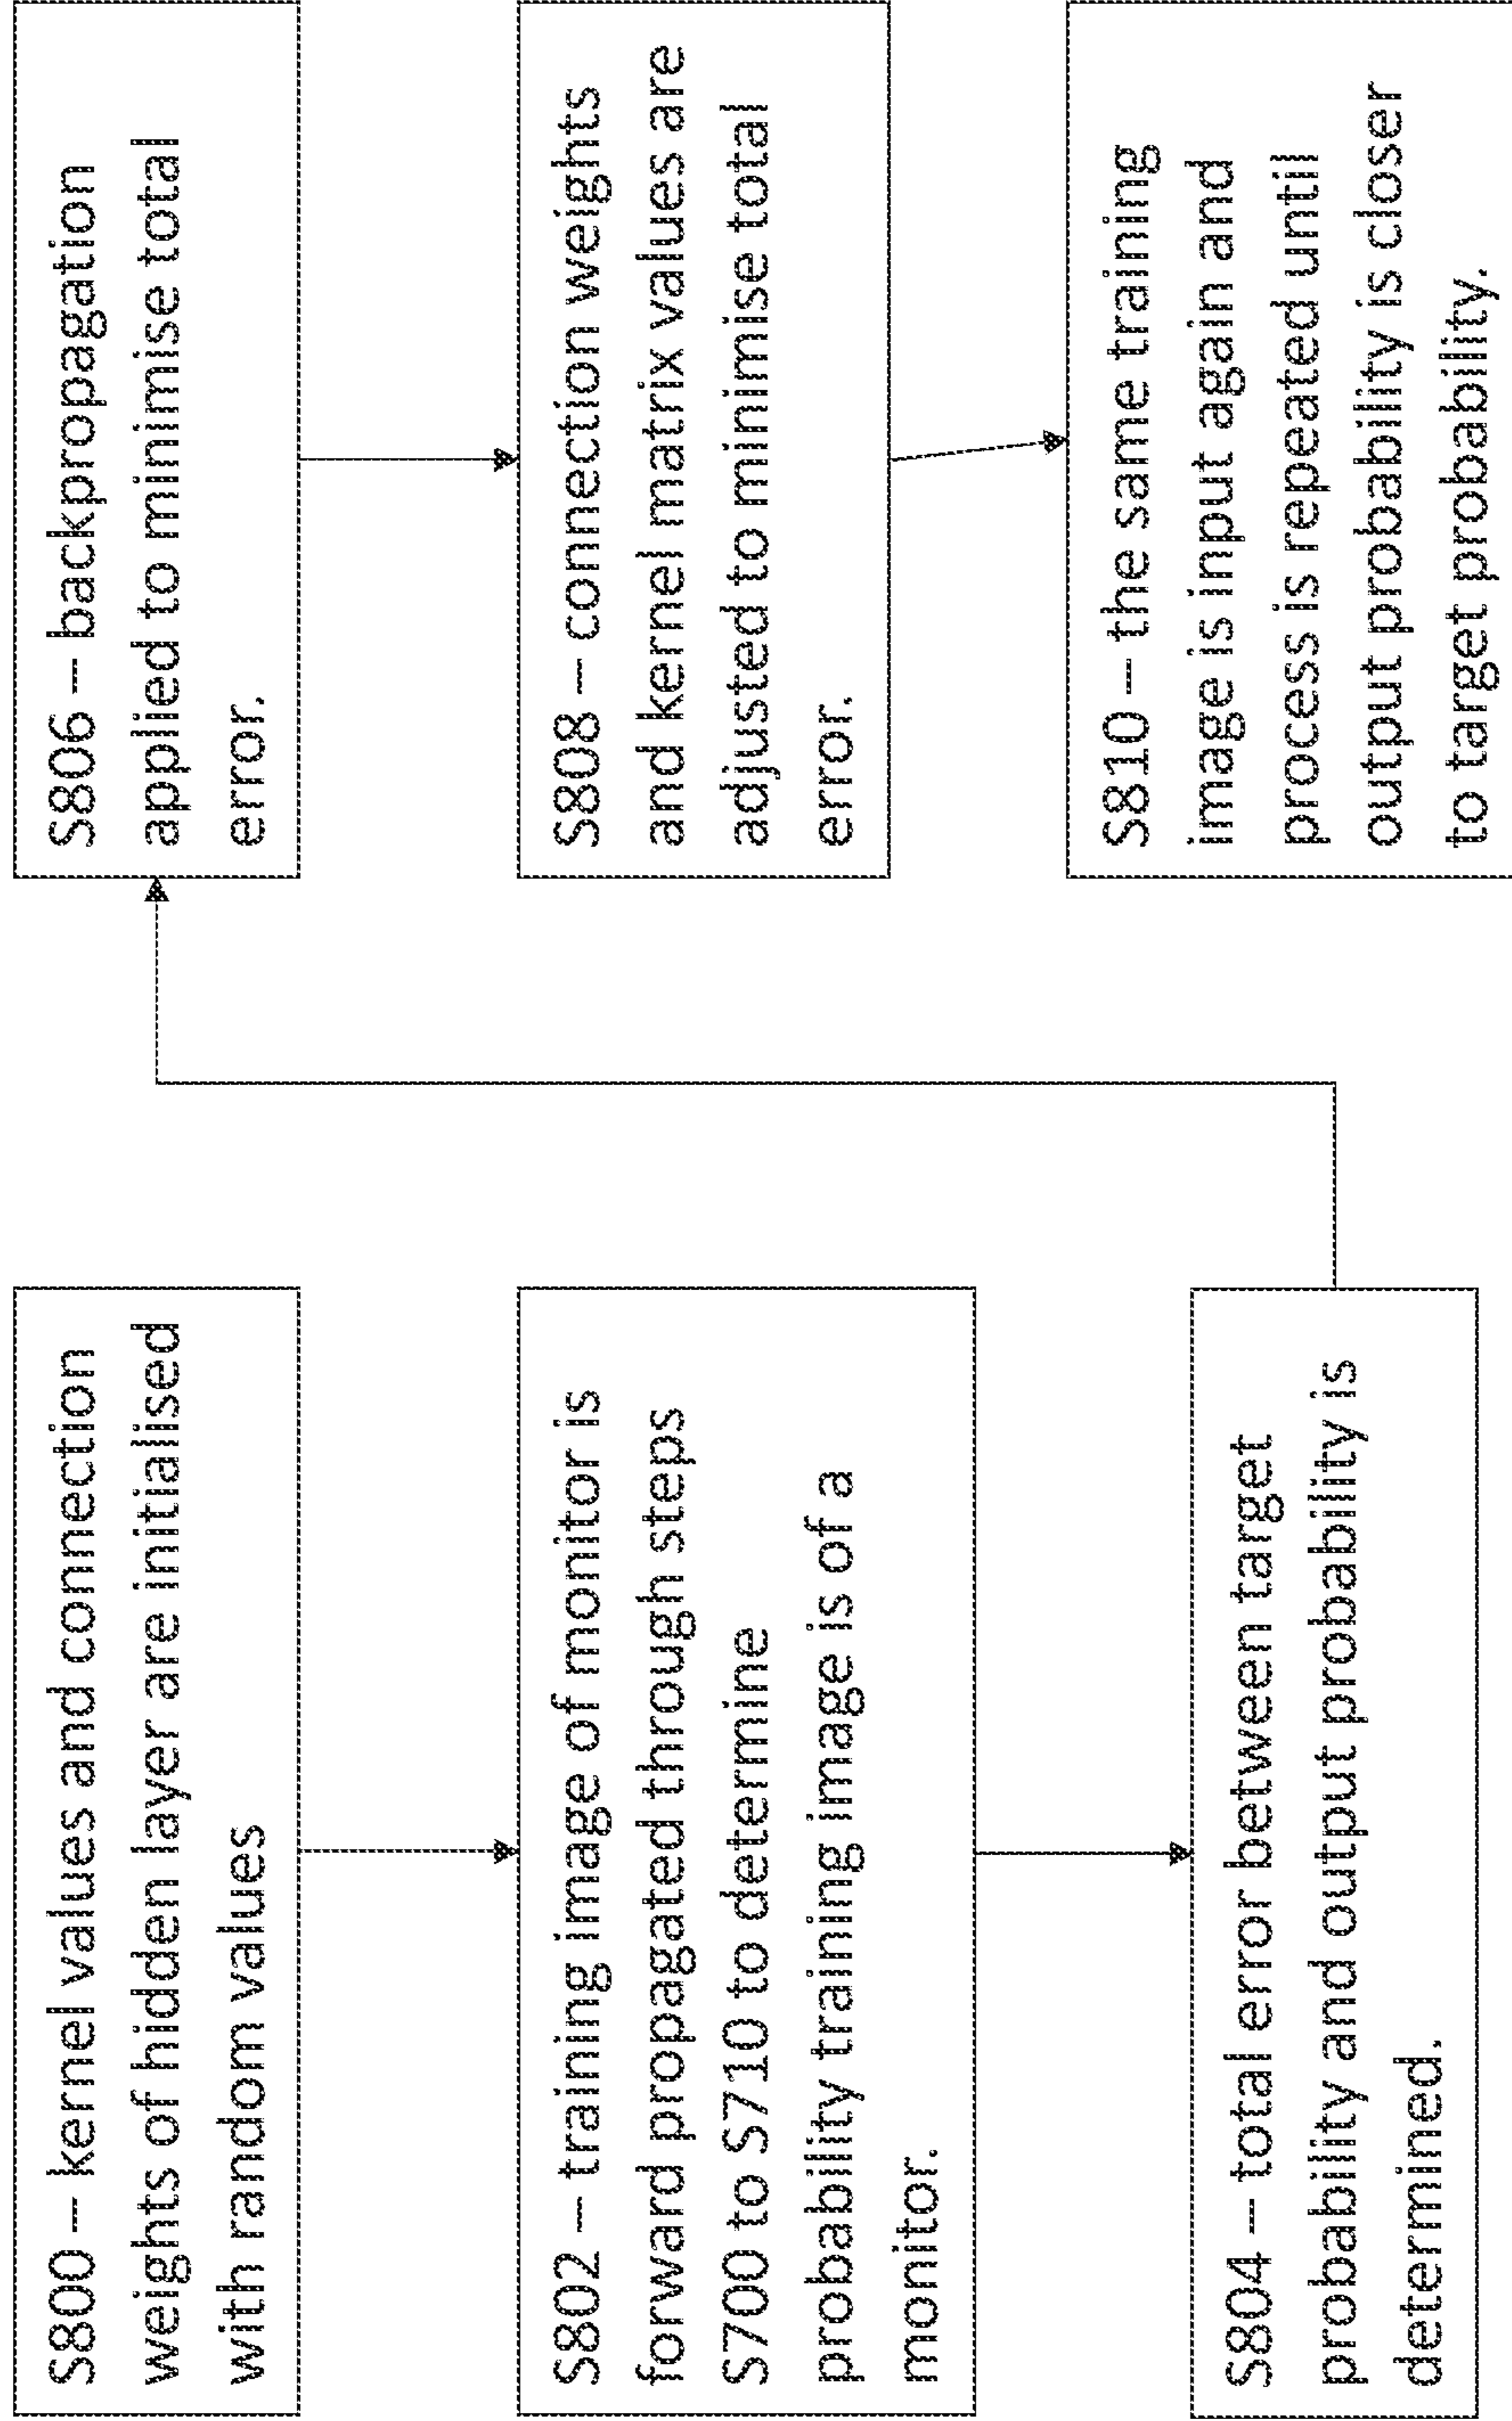 S800 – kernel values and connection
weights of hidden layer are initialised
with random values
S802 – training image of monitor is
forward propagated through steps
S700 to S710 to determine
probability training image is of a
monitor.
S804 – total error between target
probability and output probability is
determined.
S806 – backpropagation
applied to minimise total
error.
S808 – connection weights
and kernel matrix values are
adjusted to minimise total
error.
S810 – the same training
image is input again and
process is repeated until
output probability is closer
to target probability.